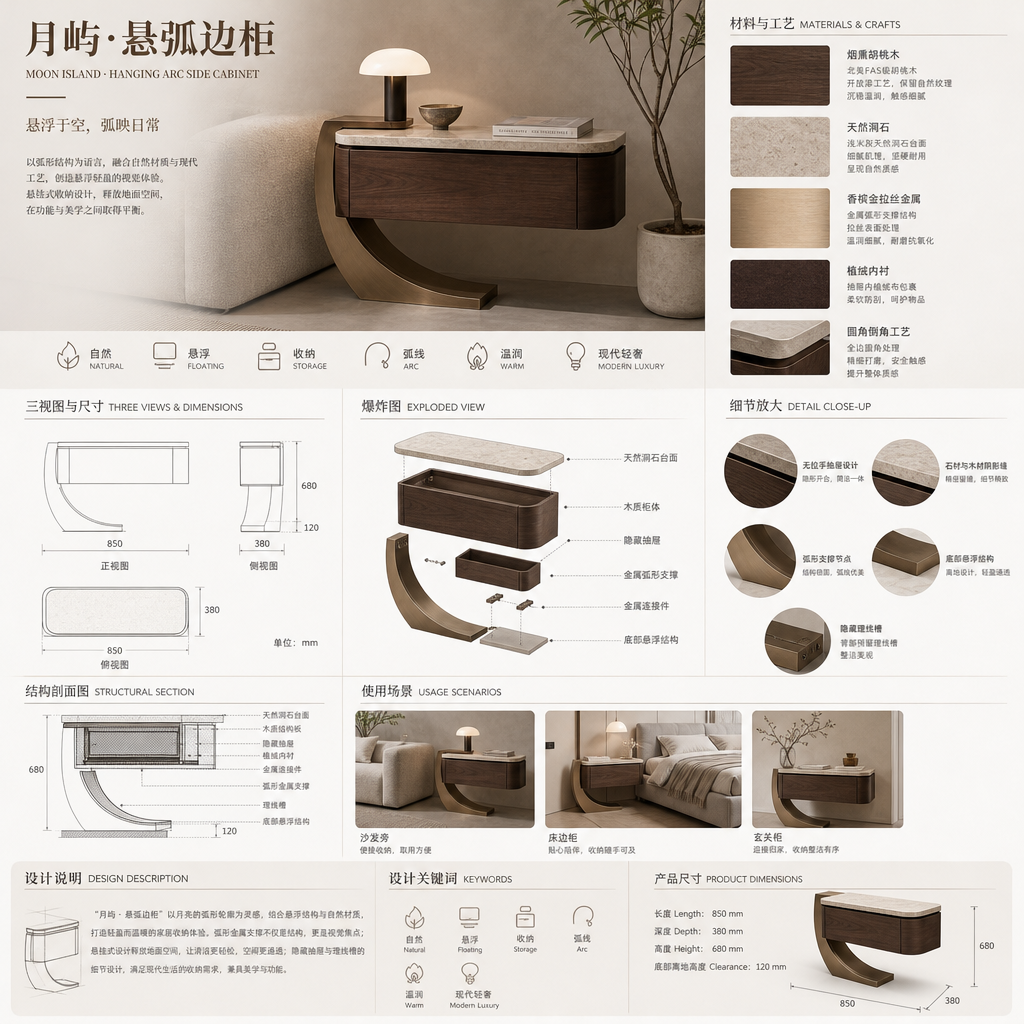 月屿·悬弧边柜
MOON ISLAND · HANGING ARC SIDE CABINET
悬浮于空，弧映日常
以弧形结构为语言，融合自然材质与现代
工艺，创造悬浮轻盈的视觉体验。
悬挂式收纳设计，释放地面空间，
在功能与美学之间取得平衡。
自然
NATURAL
悬浮
FLOATING
收纳
STORAGE
弧线
ARC
温润
WARM
现代轻奢
MODERN LUXURY
材料与工艺 MATERIALS & CRAFTS
烟熏胡桃木
北美FAS级胡桃木
开放漆工艺，保留自然纹理
沉稳温润，触感细腻
天然洞石
浅米灰天然洞石台面
细腻肌理，坚硬耐用
呈现自然质感
香槟金拉丝金属
金属弧形支撑结构
拉丝表面处理
温润细腻，耐磨抗氧化
植绒内衬
抽屉内植绒布包裹
柔软防刮，呵护物品
圆角倒角工艺
全边圆角处理
精细打磨，安全触感
提升整体质感
三视图与尺寸 THREE VIEWS & DIMENSIONS
680
120
850
380
正视图
侧视图
380
850
俯视图
单位：mm
爆炸图 EXPLODED VIEW
天然洞石台面
木质柜体
隐藏抽屉
金属弧形支撑
金属连接件
底部悬浮结构
细节放大 DETAIL CLOSE-UP
无拉手抽屉设计
隐形开合，简洁一体
石材与木材阴影缝
精细留缝，细节精致
弧形支撑节点
结构稳固，弧线优美
底部悬浮结构
离地设计，轻盈通透
隐藏理线槽
背部预留理线槽
整洁美观
结构剖面图 STRUCTURAL SECTION
680
120
天然洞石台面
木质结构板
隐藏抽屉
植绒内衬
金属连接件
弧形金属支撑
理线槽
底部悬浮结构
使用场景 USAGE SCENARIOS
沙发旁
便捷收纳，取用方便
床边柜
贴心陪伴，收纳随手可及
玄关柜
迎接归家，收纳整洁有序
设计说明 DESIGN DESCRIPTION
“月屿·悬弧边柜”以月亮的弧形轮廓为灵感，结合悬浮结构与自然材质，
打造轻盈而温暖的家居收纳体验。弧形金属支撑不仅是结构，更是视觉焦点；
悬挂式设计释放地面空间，让清洁更轻松，空间更通透；隐藏抽屉与理线槽的
细节设计，满足现代生活的收纳需求，兼具美学与功能。
设计关键词 KEYWORDS
自然
Natural
悬浮
Floating
收纳
Storage
弧线
Arc
温润
Warm
现代轻奢
Modern Luxury
产品尺寸 PRODUCT DIMENSIONS
长度 Length: 850 mm
深度 Depth: 380 mm
高度 Height: 680 mm
底部离地高度 Clearance: 120 mm
680
850
380